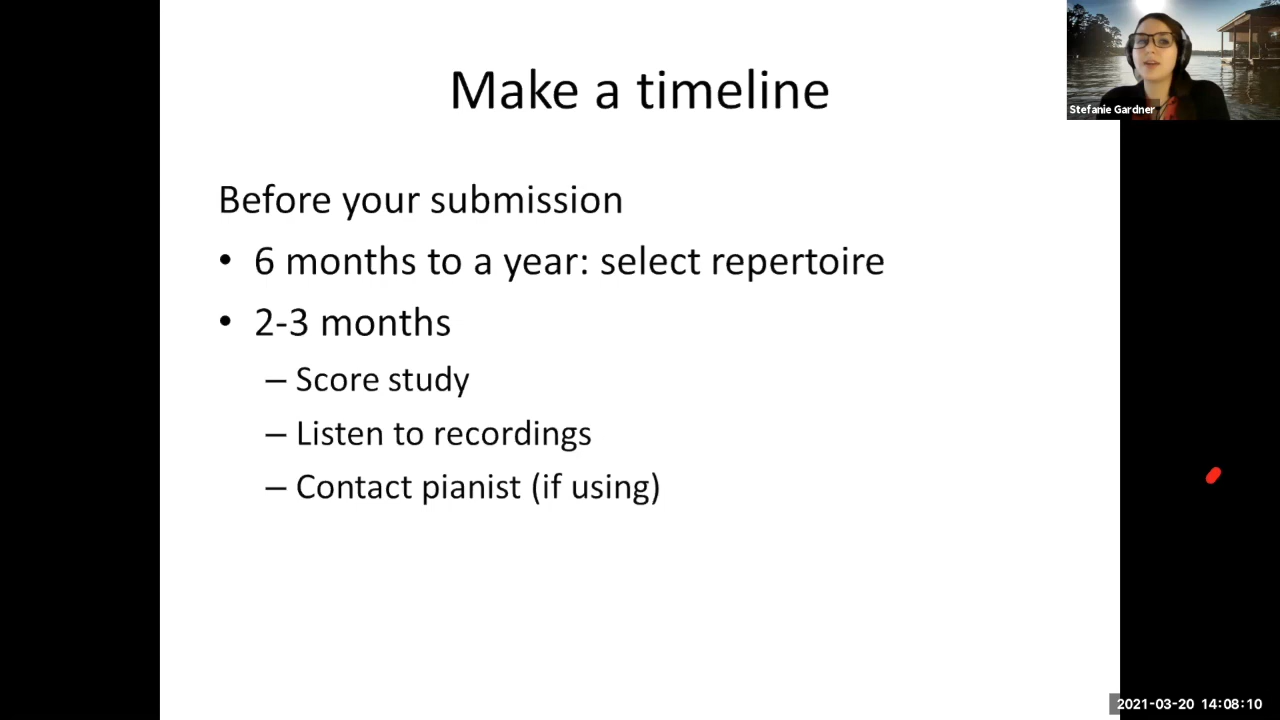 Make a timeline
Stefanie Gardner
Before your submission
• 6 months to a year: select repertoire
• 2-3 months
– Score study
– Listen to recordings
– Contact pianist (if using)
2021-03-20 14:08:10